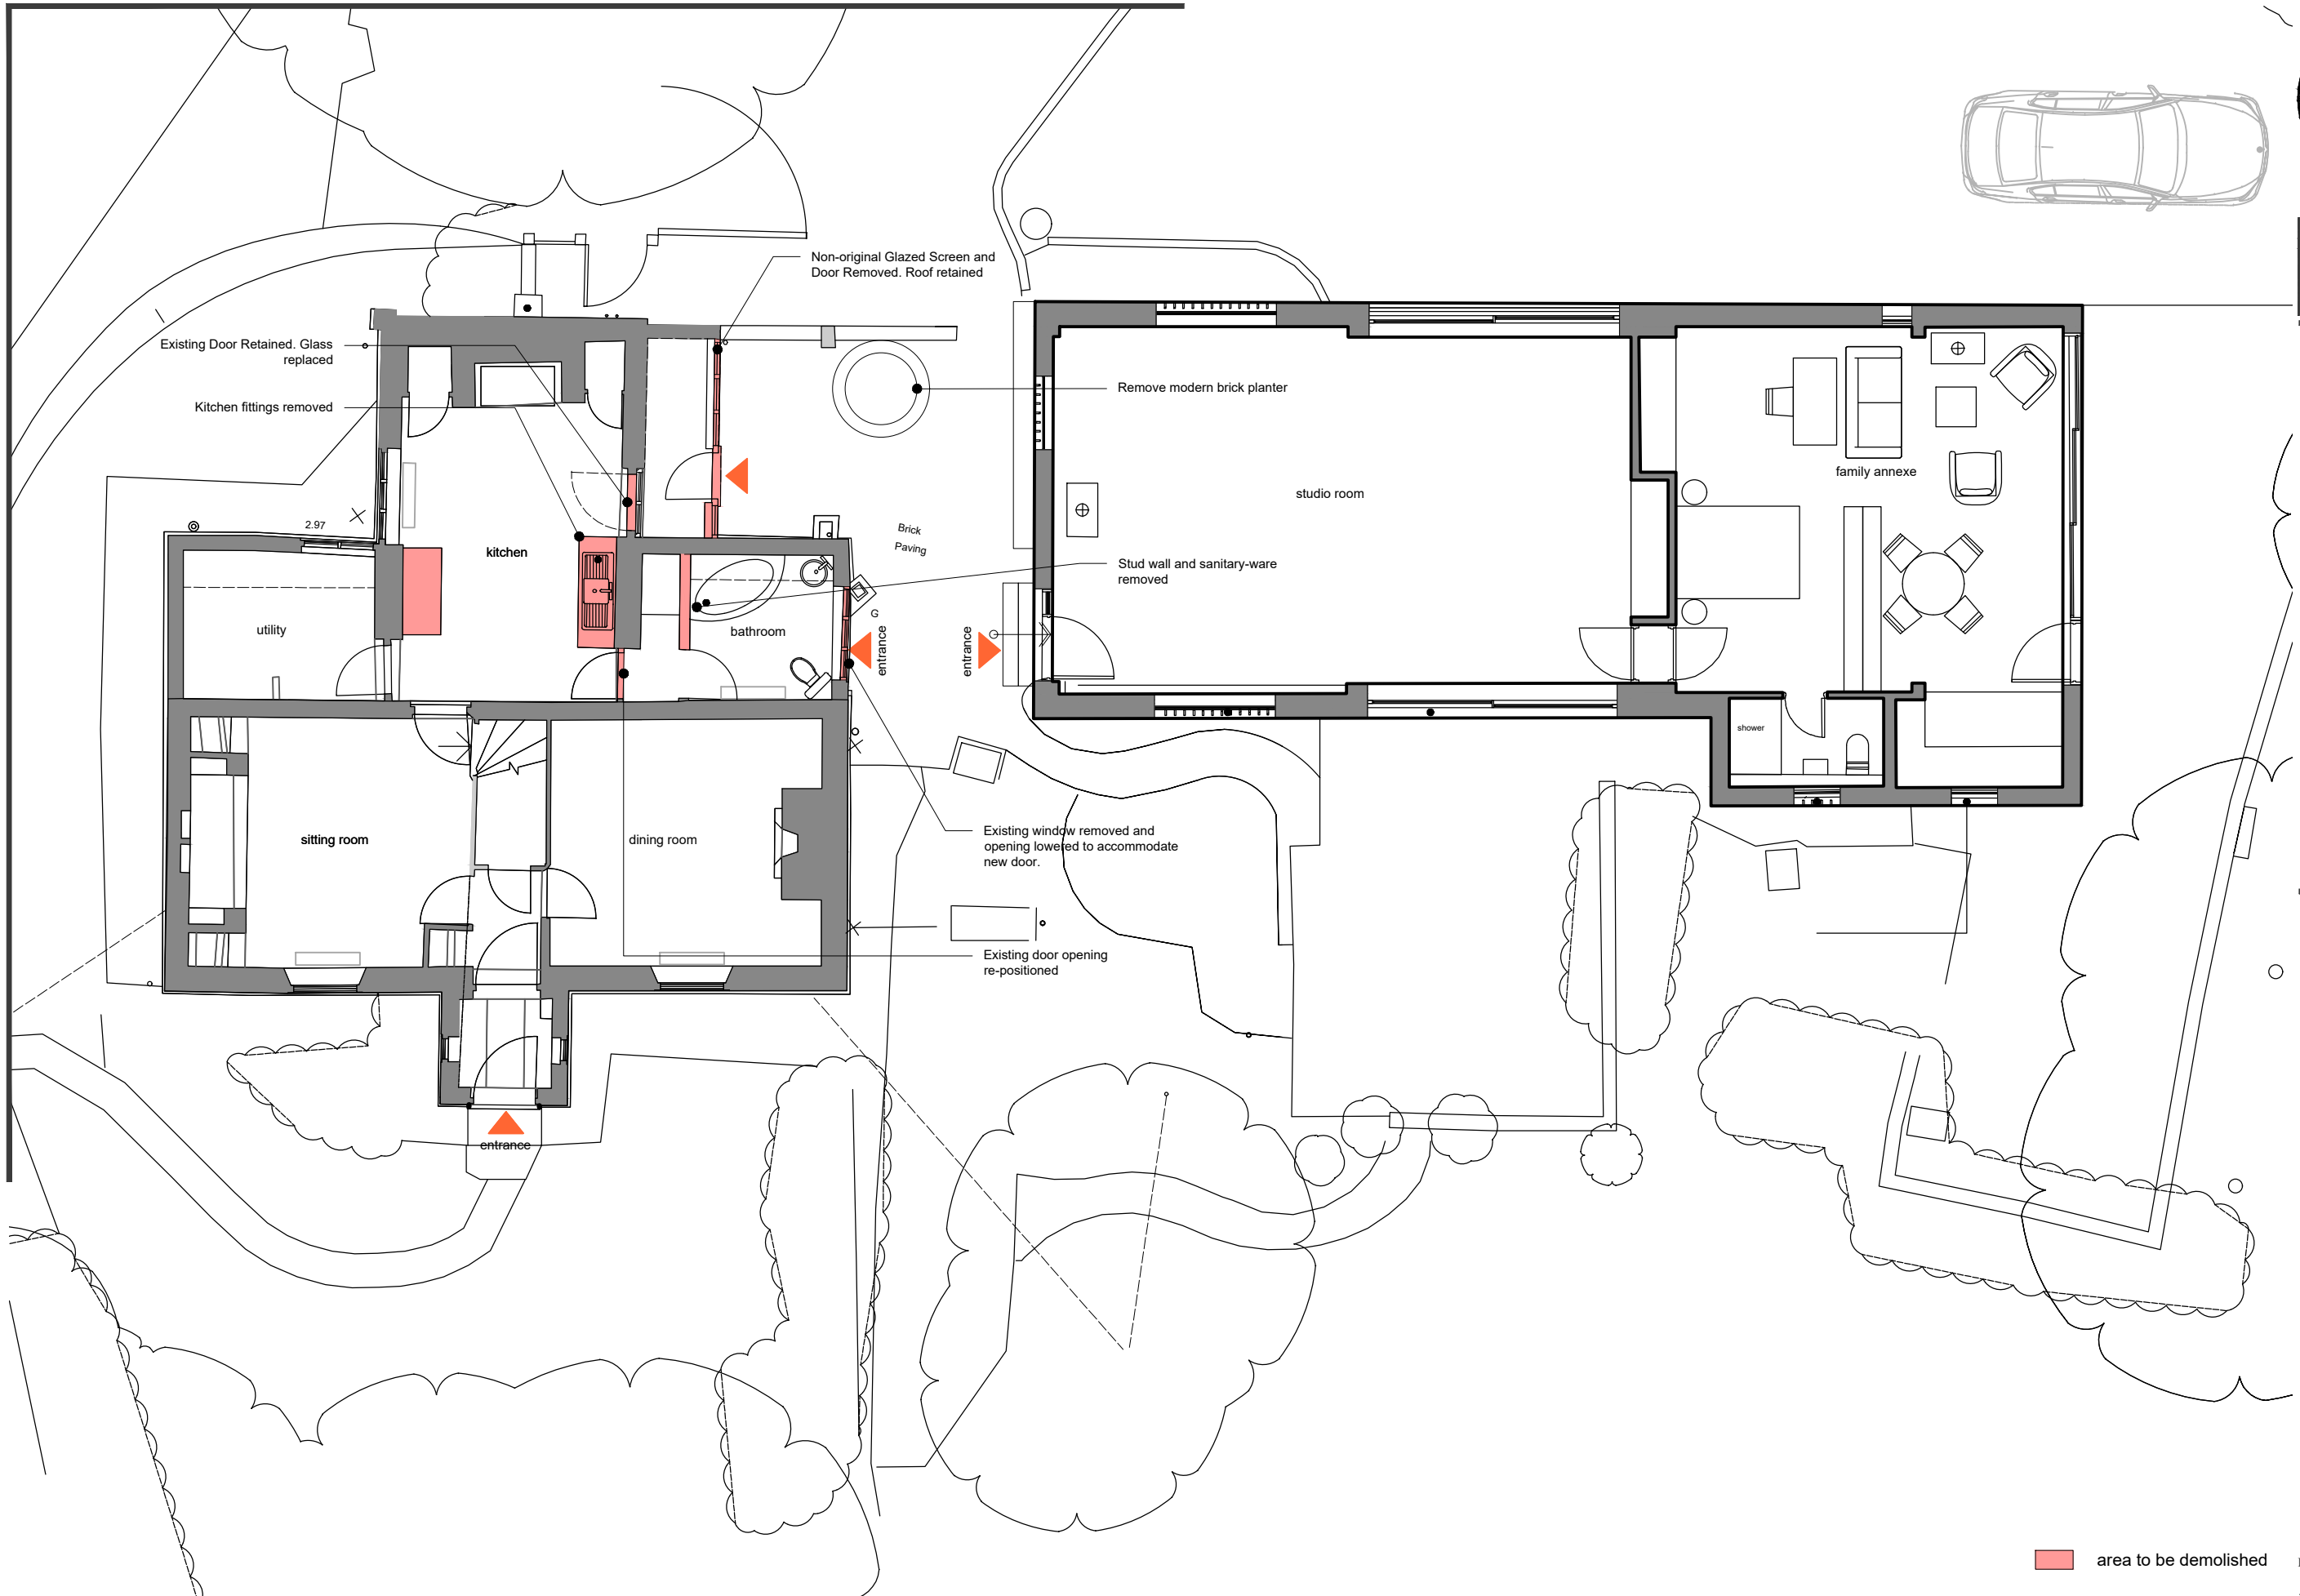 Non-original Glazed Screen and
Door Removed. Roof retained
Existing Door Retained. Glass
replaced
Kitchen fittings removed
Remove modern brick planter
family annexe
studio room
2.97
Brick
Paving
kitchen
Stud wall and sanitary-ware
removed
G
utility
bathroom
entrance
entrance
shower
sitting room
dining room
Existing window removed and
opening lowered to accommodate
new door.
Existing door opening
re-positioned
entrance
area to be demolished